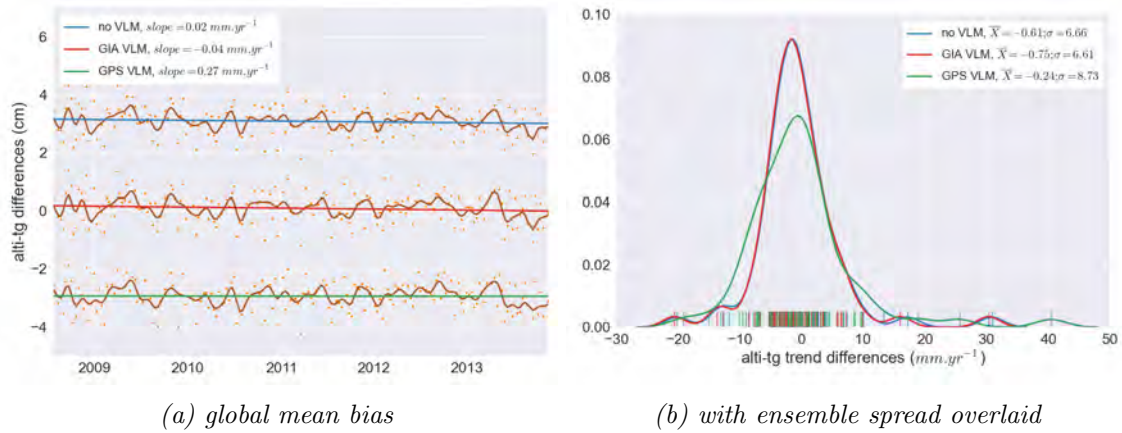 no VLM, slope=0.02 mm.yr⁻¹
GIA VLM, slope=−0.04 mm.yr⁻¹
GPS VLM, slope=0.27 mm.yr⁻¹
6
4
2
0
−2
−4
alti-tg differences (cm)
2009 2010 2011 2012 2013
(a) global mean bias
no VLM, X̅=−0.61;σ=6.66
GIA VLM, X̅=−0.75;σ=6.61
GPS VLM, X̅=−0.24;σ=8.73
0.10
0.08
0.06
0.04
0.02
0.00
−30 −20 −10 0 10 20 30 40 50
alti-tg trend differences (mm.yr⁻¹)
(b) with ensemble spread overlaid